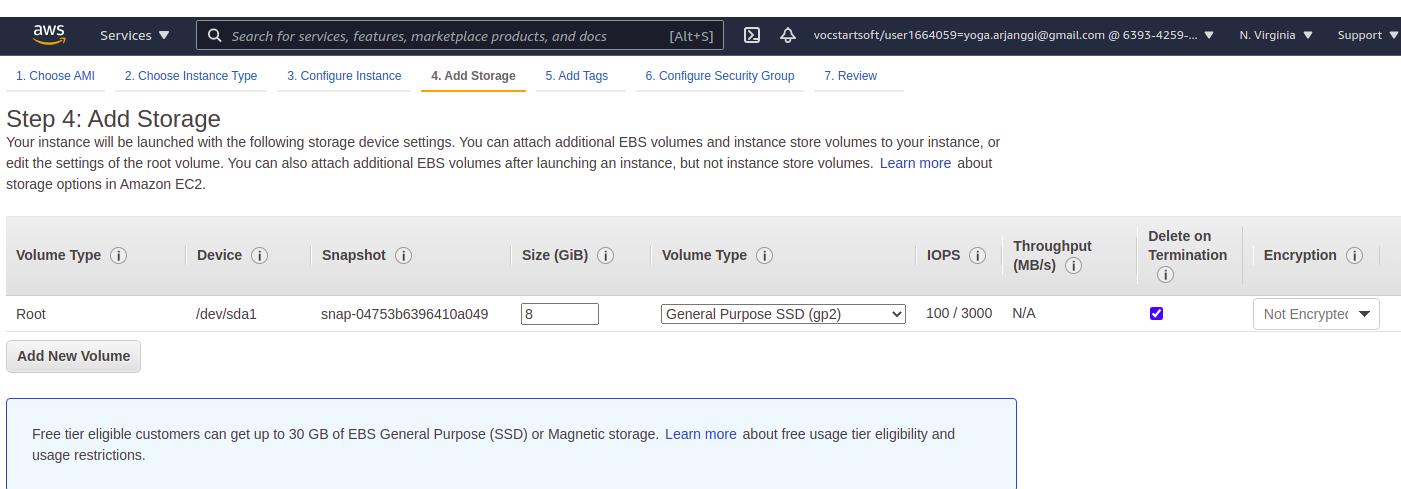 aws Services Search for services, features, marketplace products, and docs [Alt+S] vocstartsoft/user1664059=yoga.arjanggi@gmail.com @ 6393-4259-... N. Virginia Support
1. Choose AMI 2. Choose Instance Type 3. Configure Instance 4. Add Storage 5. Add Tags 6. Configure Security Group 7. Review
Step 4: Add Storage
Your instance will be launched with the following storage device settings. You can attach additional EBS volumes and instance store volumes to your instance, or
edit the settings of the root volume. You can also attach additional EBS volumes after launching an instance, but not instance store volumes. Learn more about
storage options in Amazon EC2.
Volume Type i Device i Snapshot i Size (GiB) i Volume Type i IOPS i Throughput (MB/s) i Delete on Termination i Encryption i
Root /dev/sda1 snap-04753b6396410a049 8 General Purpose SSD (gp2) 100 / 3000 N/A Not Encrypted
Add New Volume
Free tier eligible customers can get up to 30 GB of EBS General Purpose (SSD) or Magnetic storage. Learn more about free usage tier eligibility and
usage restrictions.